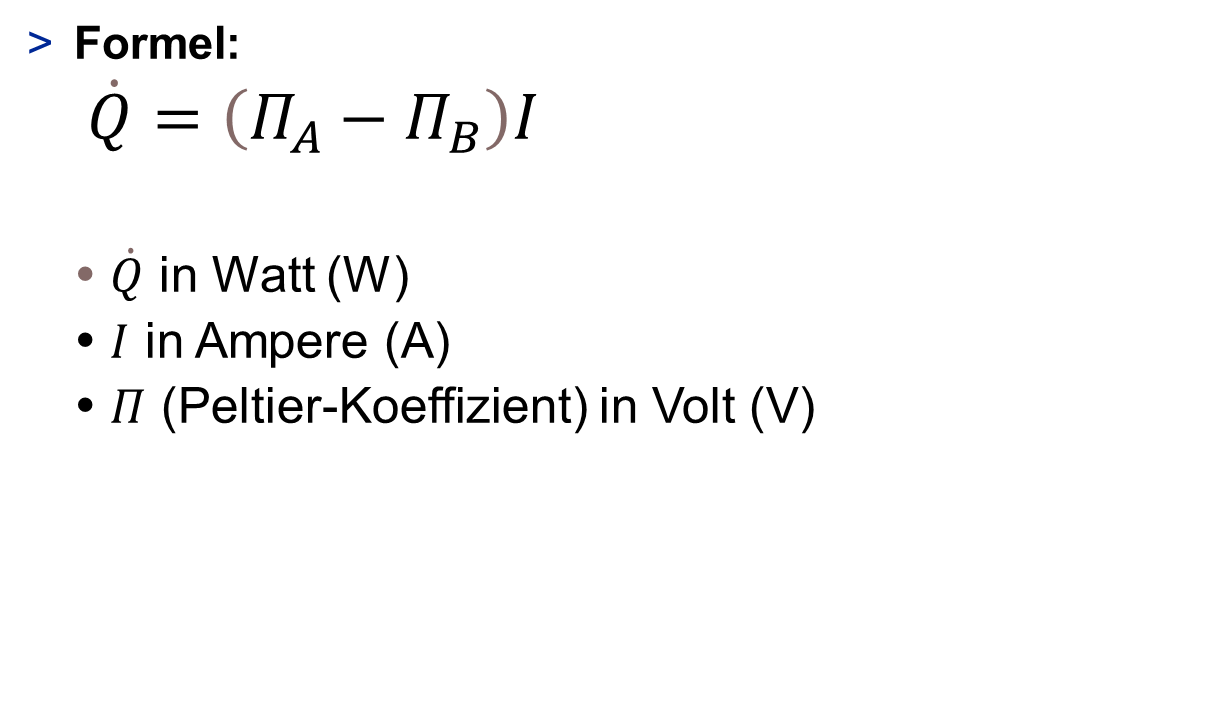 > Formel:
Q̇ = (Π_A − Π_B)I
• Q̇ in Watt (W)
• I in Ampere (A)
• Π (Peltier-Koeffizient) in Volt (V)